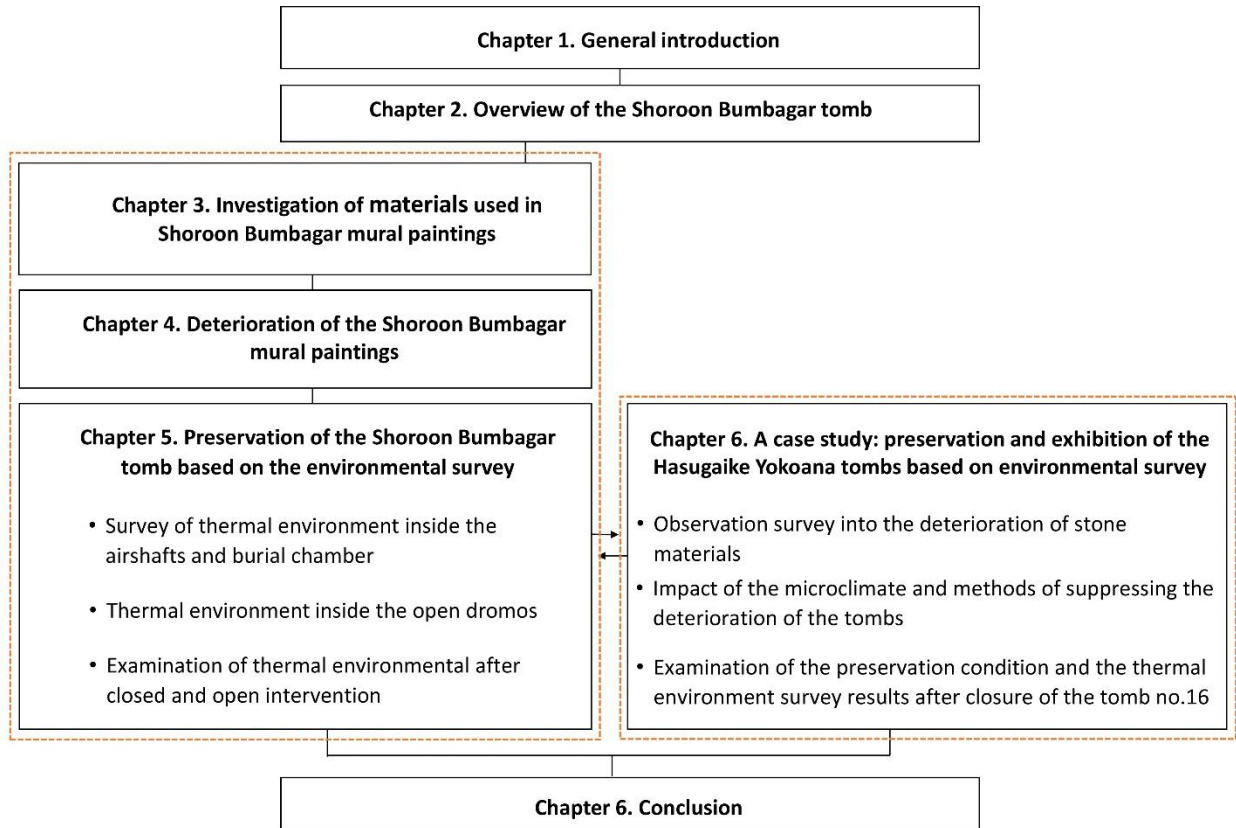 Chapter 1. General introduction
Chapter 2. Overview of the Shoroon Bumbagar tomb
Chapter 3. Investigation of materials used in
Shoroon Bumbagar mural paintings
Chapter 4. Deterioration of the Shoroon Bumbagar
mural paintings
Chapter 5. Preservation of the Shoroon Bumbagar
tomb based on the environmental survey
• Survey of thermal environment inside the
airshafts and burial chamber
• Thermal environment inside the open dromos
• Examination of thermal environmental after
closed and open intervention
Chapter 6. A case study: preservation and exhibition of the
Hasugaike Yokoana tombs based on environmental survey
• Observation survey into the deterioration of stone
materials
• Impact of the microclimate and methods of suppressing the
deterioration of the tombs
• Examination of the preservation condition and the thermal
environment survey results after closure of the tomb no.16
Chapter 6. Conclusion